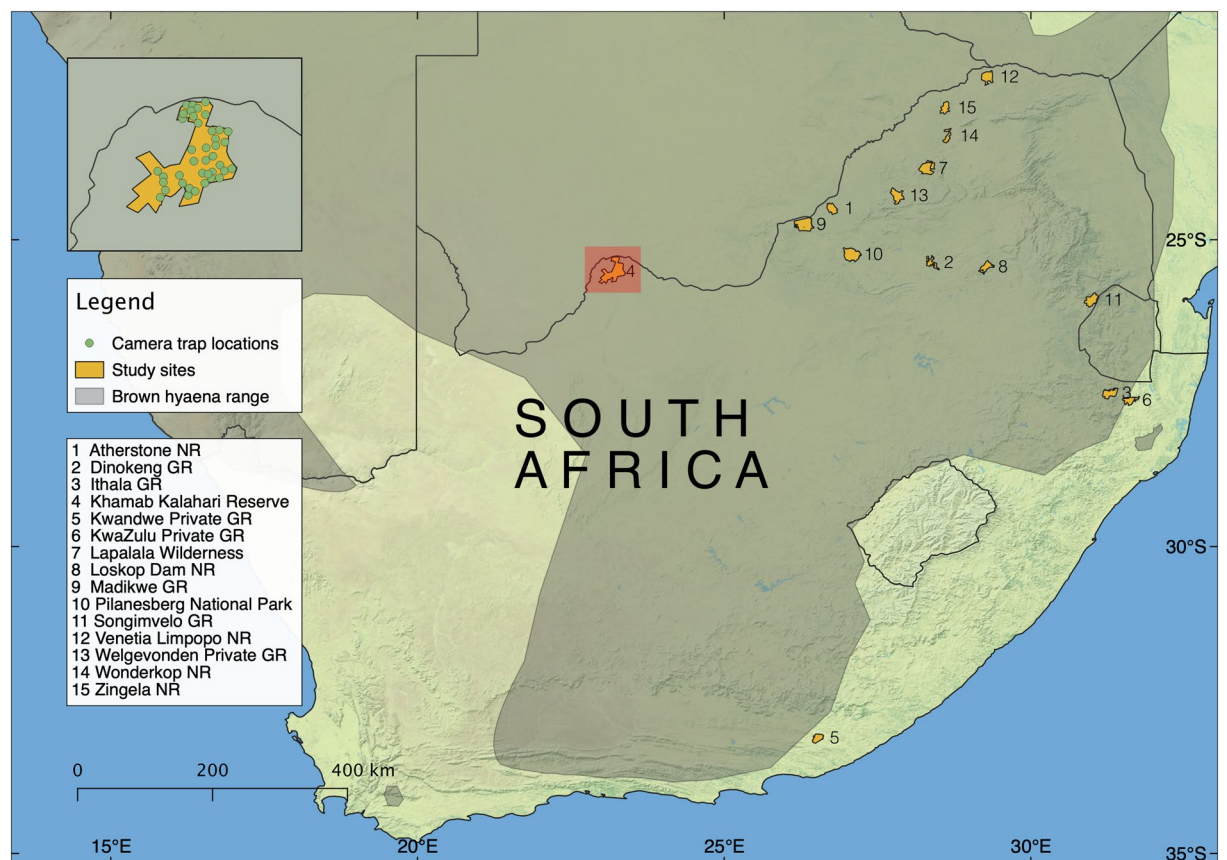 12
15
14
7
13
1
9
25°S
10
2
8
4
11
Legend
Camera trap locations
Study sites
Brown hyaena range
3
6
SOUTH
AFRICA
1 Atherstone NR
2 Dinokeng GR
3 Ithala GR
4 Khamab Kalahari Reserve
5 Kwandwe Private GR
6 KwaZulu Private GR
7 Lapalala Wilderness
8 Loskop Dam NR
9 Madikwe GR
10 Pilanesberg National Park
11 Songimvelo GR
12 Venetia Limpopo NR
13 Welgevonden Private GR
14 Wonderkop NR
15 Zingela NR
30°S
5
0 200 400 km
15°E 20°E 25°E 30°E 35°S